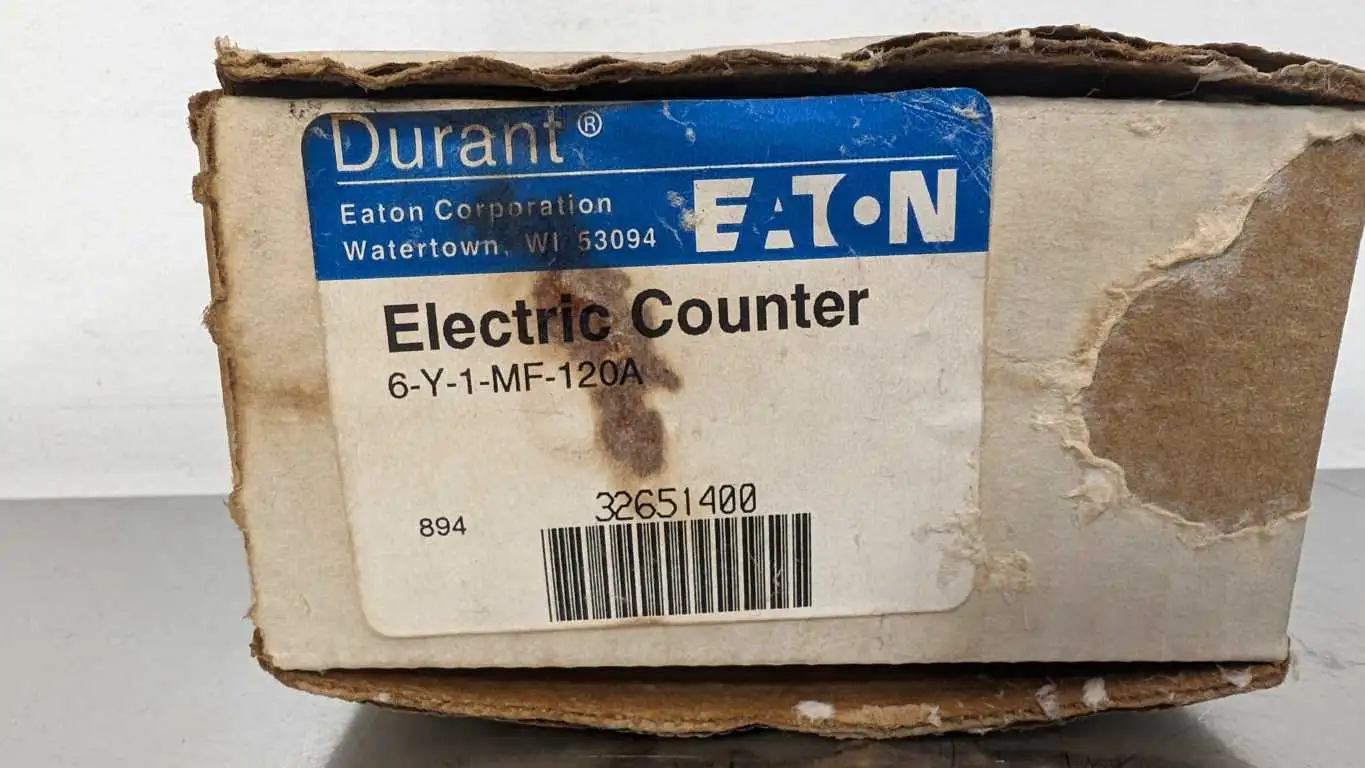 Durant®
Eaton Corporation
Watertown, WI 53094
EATON
Electric Counter
6-Y-1-MF-120A
32651400
894